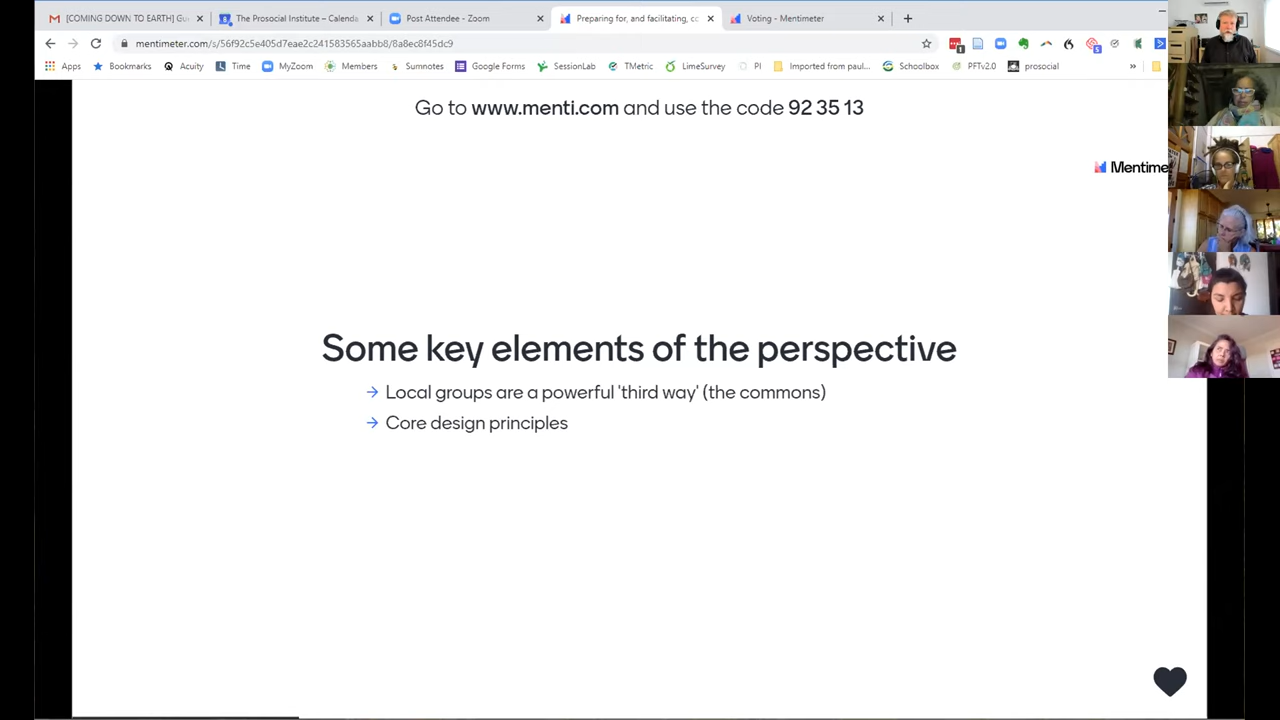 [COMING DOWN TO EARTH] Gu
The Prosocial Institute – Calenda
Post Attendee - Zoom
Preparing for, and facilitating, co
Voting - Mentimeter
mentimeter.com/s/56f92c5e405d7eae2c241583565aabb8/8a8ec8f45dc9
Apps Bookmarks Acuity Time MyZoom Members Sumnotes Google Forms SessionLab TMetric LimeSurvey PI Imported from paul... Schoolbox PFTv2.0 prosocial
Go to www.menti.com and use the code 92 35 13
Mentime
Some key elements of the perspective
→ Local groups are a powerful 'third way' (the commons)
→ Core design principles